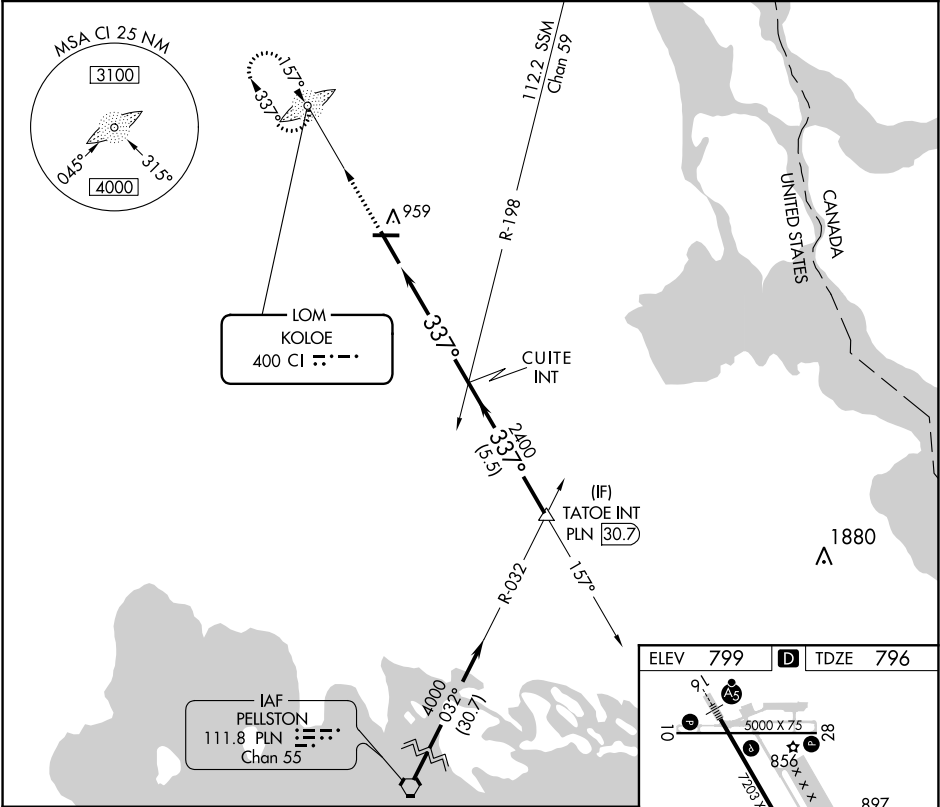 MSA CI 25 NM
3100
045°
315°
4000
157°
337°
112.2 SSM
Chan 59
R-198
959
CANADA
UNITED STATES
LOM
KOLOE
400 CI
337°
CUITE
INT
2400
337°
(5.5)
(IF)
TATOE INT
PLN 30.7
R-032
157°
1880
IAF
PELLSTON
111.8 PLN
Chan 55
4000
032°
(30.7)
ELEV 799 D TDZE 796
16
A5
P
10
5000 X 75
28
P
P
856
7203 X
897